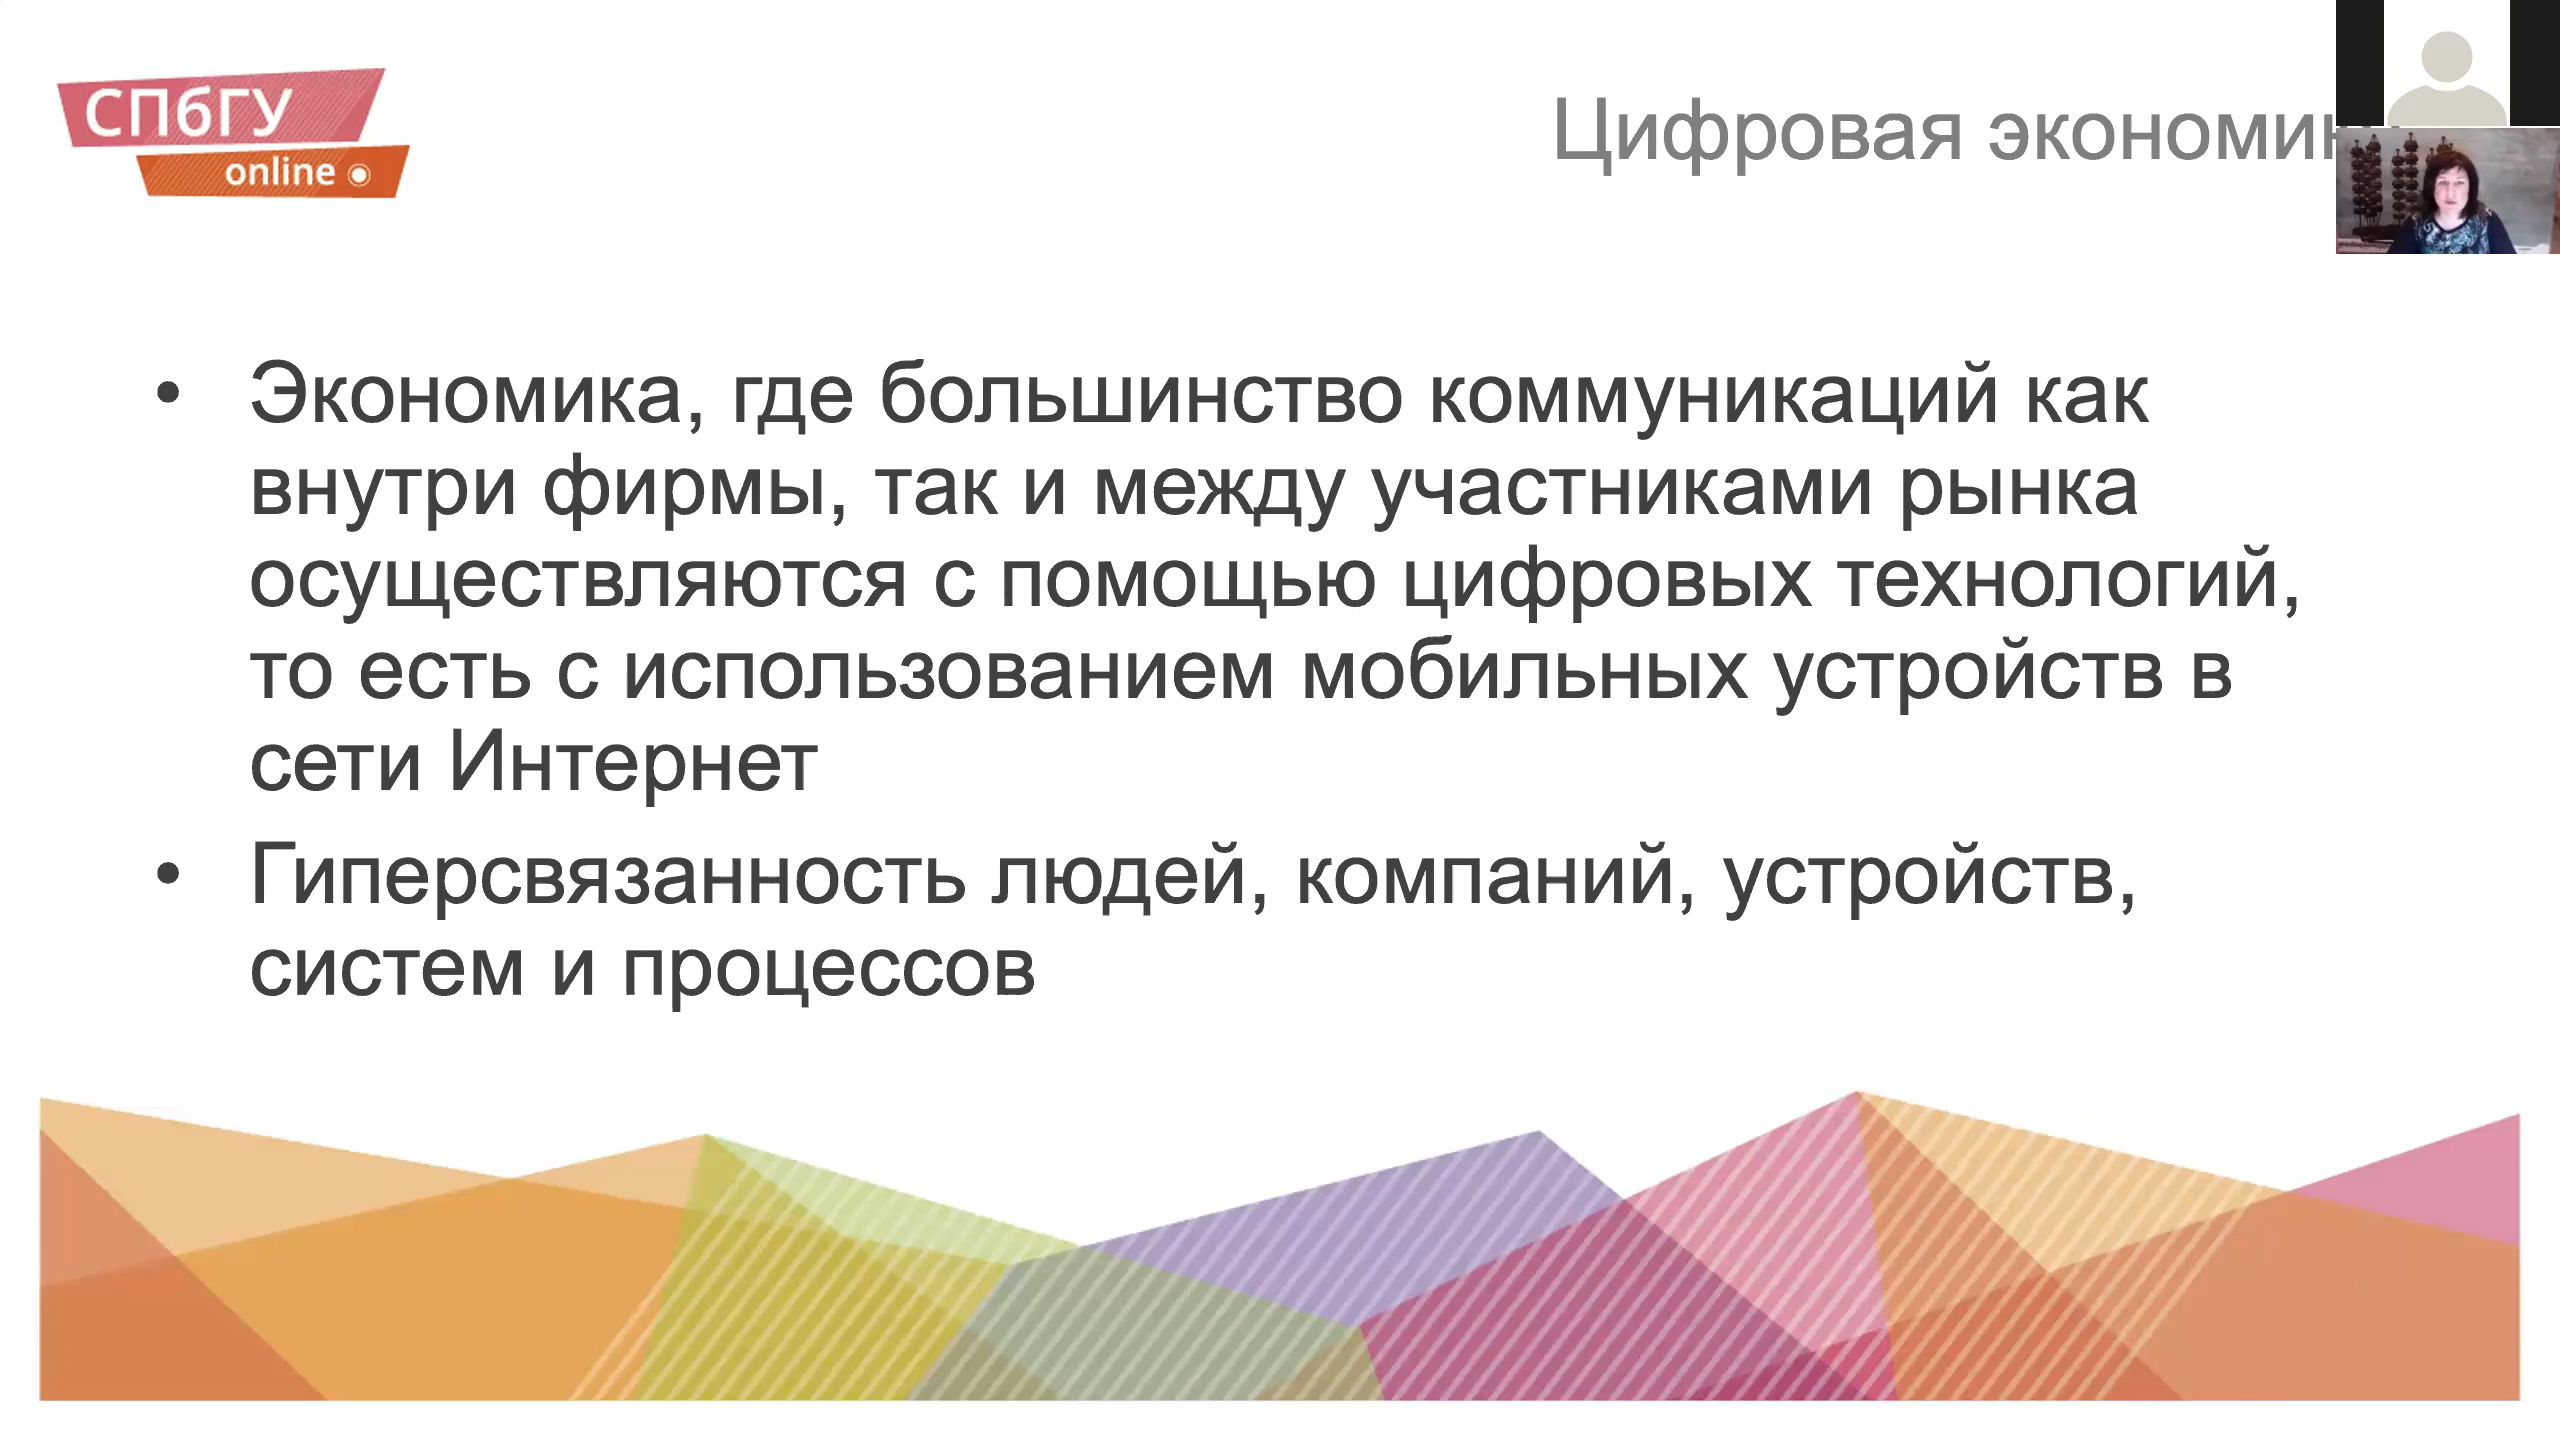 СПбГУ
online
Цифровая
Экономика, где большинство коммуникаций как
внутри фирмы, так и между участниками рынка
осуществляются с помощью цифровых технологий,
то есть с использованием мобильных устройств в
сети Интернет
Гиперсвязанность людей, компаний, устройств,
систем и процессов